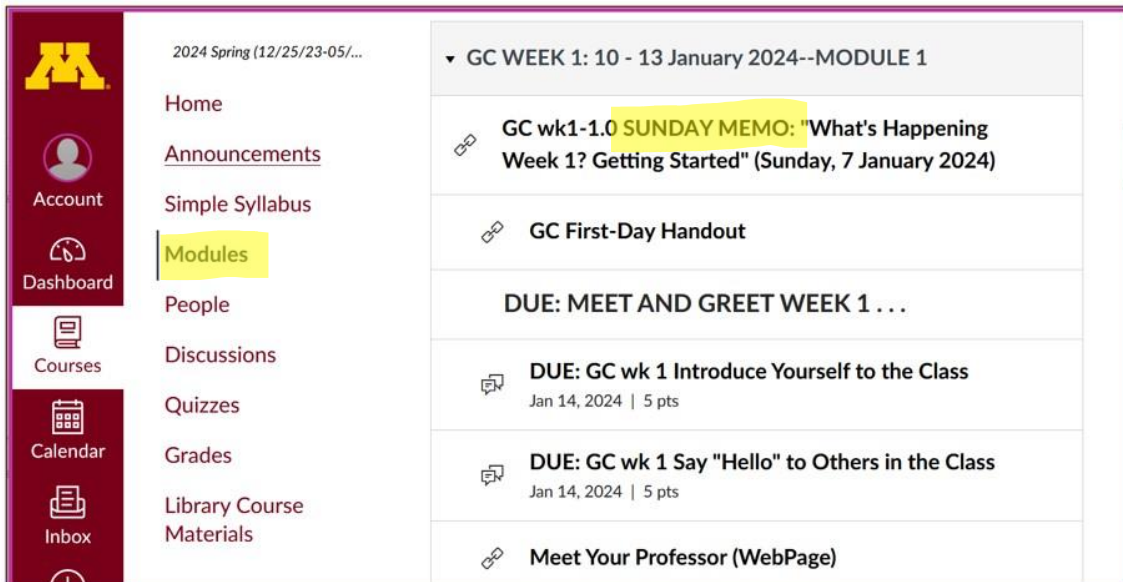 M
Account
Dashboard
Courses
Calendar
Inbox
2024 Spring (12/25/23-05/...
Home
Announcements
Simple Syllabus
Modules
People
Discussions
Quizzes
Grades
Library Course
Materials
GC WEEK 1: 10 - 13 January 2024--MODULE 1
GC wk1-1.0 SUNDAY MEMO: "What's Happening
Week 1? Getting Started" (Sunday, 7 January 2024)
GC First-Day Handout
DUE: MEET AND GREET WEEK 1 . . .
DUE: GC wk 1 Introduce Yourself to the Class
Jan 14, 2024 | 5 pts
DUE: GC wk 1 Say "Hello" to Others in the Class
Jan 14, 2024 | 5 pts
Meet Your Professor (WebPage)